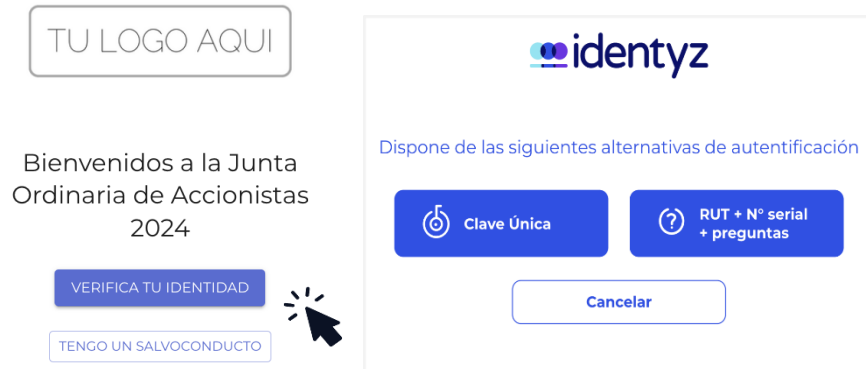 TU LOGO AQUI
Bienvenidos a la Junta
Ordinaria de Accionistas
2024
VERIFICA TU IDENTIDAD
TENGO UN SALVOCONDUCTO
identyz
Dispone de las siguientes alternativas de autentificación
Clave Única
RUT + N° serial
+ preguntas
Cancelar